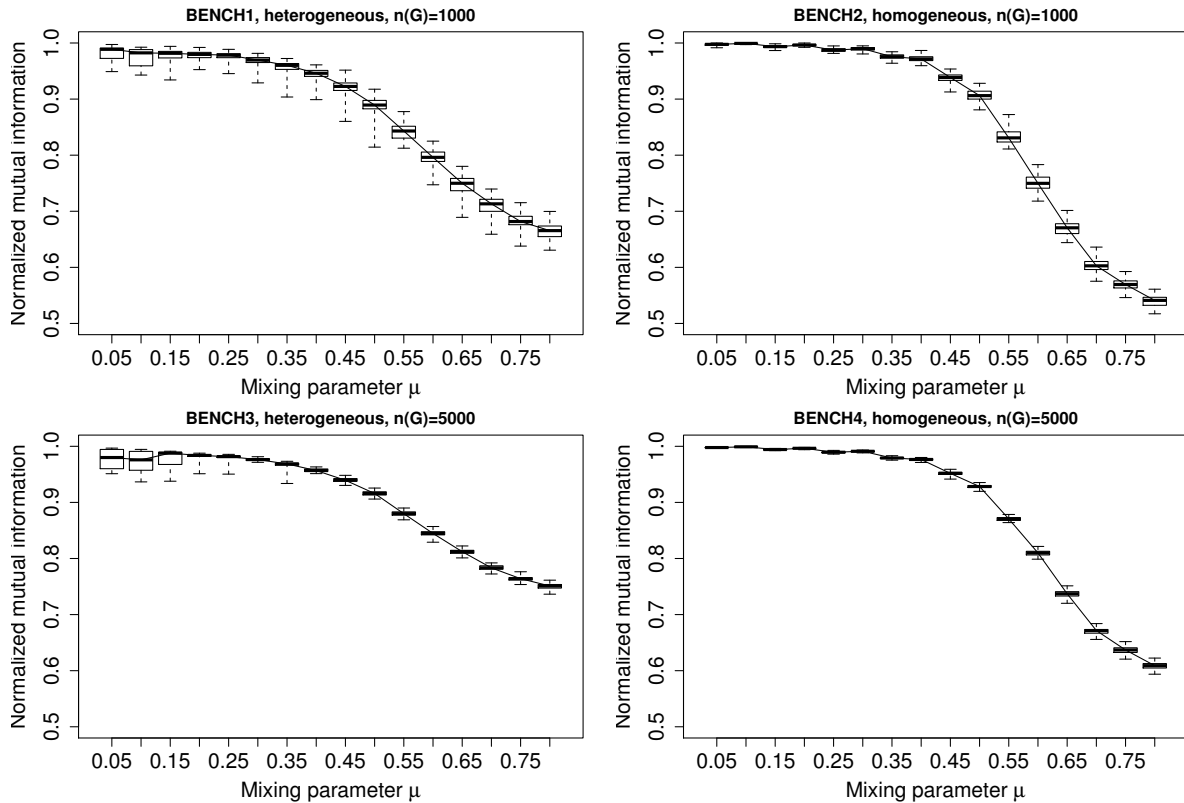 BENCH1, heterogeneous, n(G)=1000
Normalized mutual information
1.0
0.9
0.8
0.7
0.6
0.5
0.05 0.15 0.25 0.35 0.45 0.55 0.65 0.75
Mixing parameter μ
BENCH2, homogeneous, n(G)=1000
Normalized mutual information
1.0
0.9
0.8
0.7
0.6
0.5
0.05 0.15 0.25 0.35 0.45 0.55 0.65 0.75
Mixing parameter μ
BENCH3, heterogeneous, n(G)=5000
Normalized mutual information
1.0
0.9
0.8
0.7
0.6
0.5
0.05 0.15 0.25 0.35 0.45 0.55 0.65 0.75
Mixing parameter μ
BENCH4, homogeneous, n(G)=5000
Normalized mutual information
1.0
0.9
0.8
0.7
0.6
0.5
0.05 0.15 0.25 0.35 0.45 0.55 0.65 0.75
Mixing parameter μ